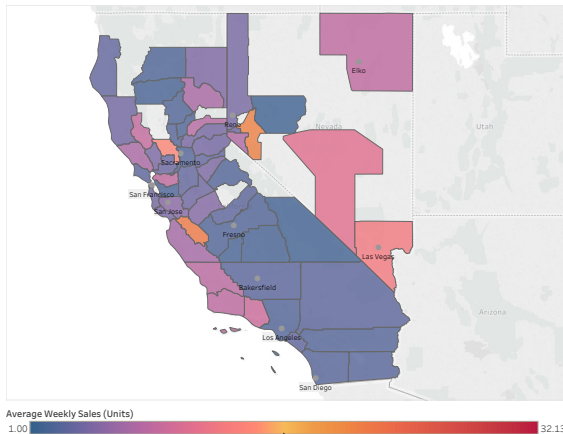 Elko
Reno
Nevada
Utah
Sacramento
San Francisco
San Jose
Fresno
Las Vegas
Bakersfield
Arizona
Los Angeles
San Diego
Average Weekly Sales (Units)
1.00 32.13